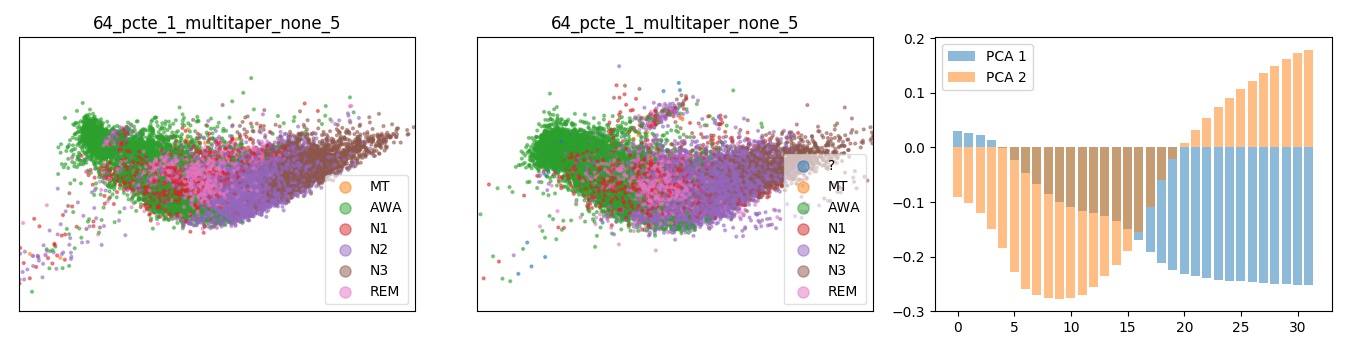 64_pcte_1_multitaper_none_5
MT
AWA
N1
N2
N3
REM
64_pcte_1_multitaper_none_5
?
MT
AWA
N1
N2
N3
REM
PCA 1
PCA 2
0.2
0.1
0.0
−0.1
−0.2
−0.3
0 5 10 15 20 25 30